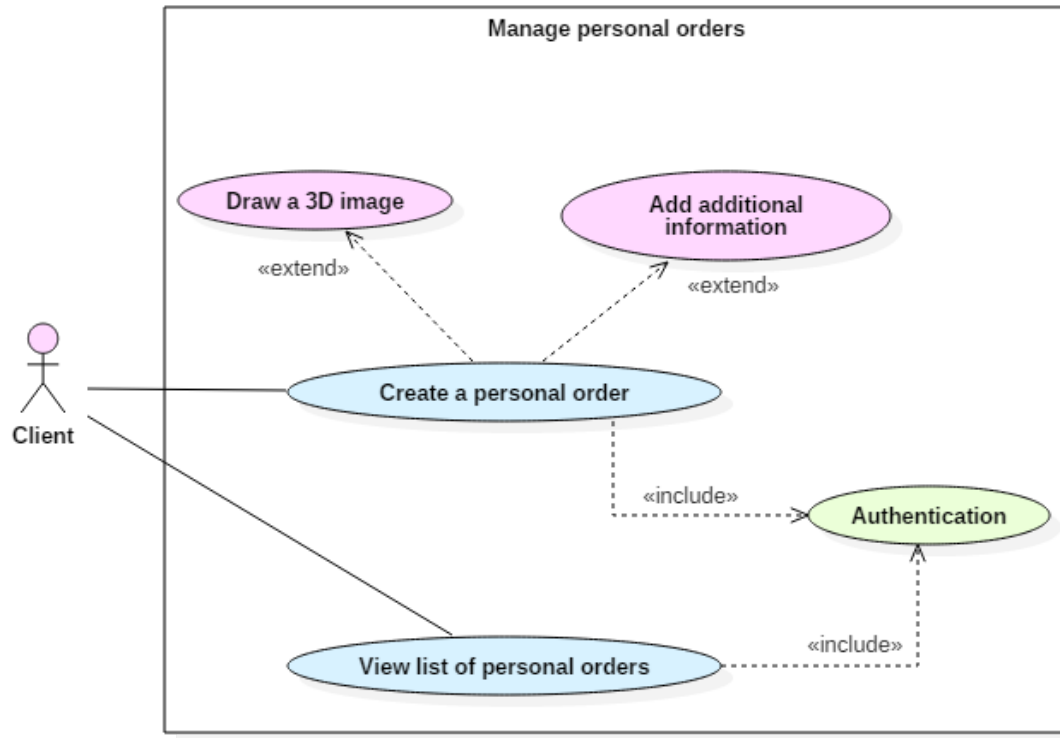 Manage personal orders
Draw a 3D image
Add additional
information
«extend»
«extend»
Create a personal order
Client
«include»
Authentication
«include»
View list of personal orders